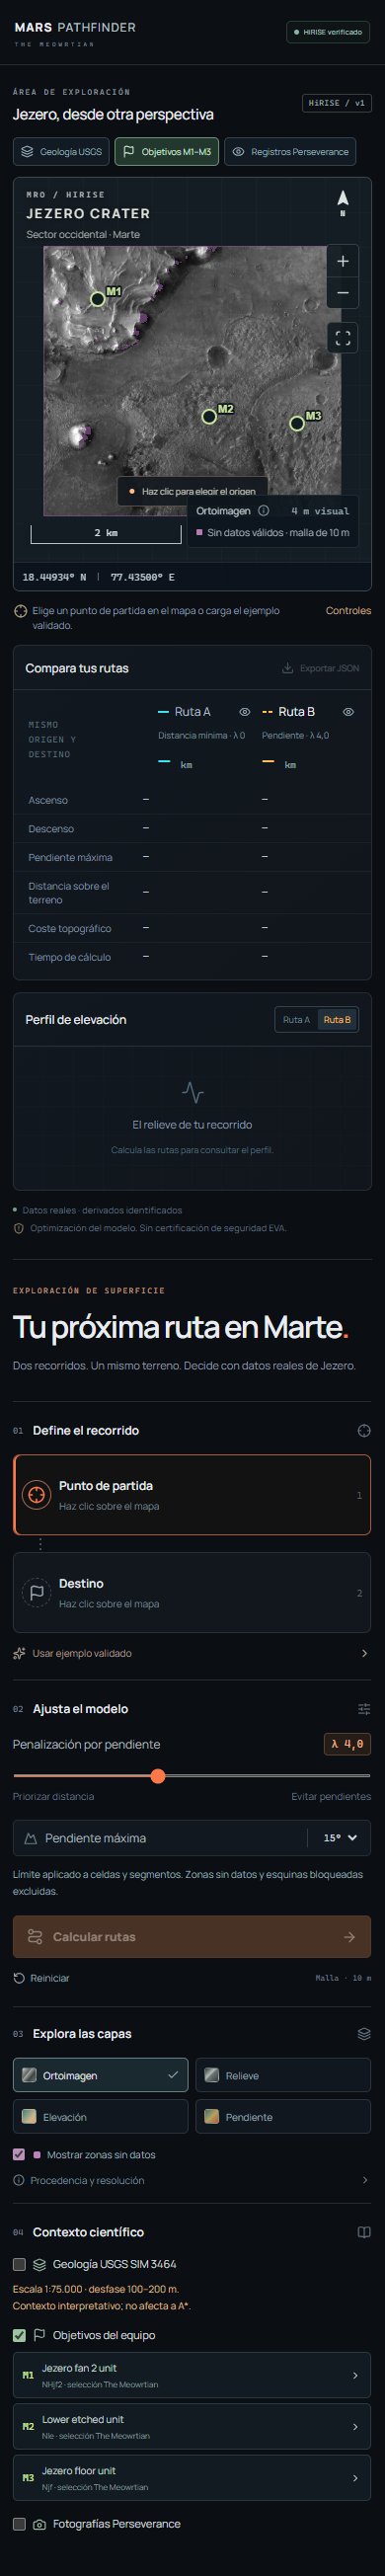 MARS PATHFINDER
THE MEOWRTIAN
HiRISE verificado
ÁREA DE EXPLORACIÓN
Jezero, desde otra perspectiva
HiRISE / v1
Geología USGS
Objetivos M1–M3
Registros Perseverance
MRO / HIRISE
JEZERO CRATER
Sector occidental · Marte
N
M1
M2
M3
Haz clic para elegir el origen
Ortoimagen 4 m visual
Sin datos válidos · malla de 10 m
2 km
18.44934° N | 77.43500° E
Elige un punto de partida en el mapa o carga el ejemplo
validado.
Controles
Compara tus rutas
Exportar JSON
MISMO
ORIGEN Y
DESTINO
Ruta A
Distancia mínima · λ 0
— km
Ruta B
Pendiente · λ 4,0
— km
Ascenso – –
Descenso – –
Pendiente máxima – –
Distancia sobre el
terreno – –
Coste topográfico – –
Tiempo de cálculo – –
Perfil de elevación
Ruta A Ruta B
El relieve de tu recorrido
Calcula las rutas para consultar el perfil.
Datos reales · derivados identificados
Optimización del modelo. Sin certificación de seguridad EVA.
EXPLORACIÓN DE SUPERFICIE
Tu próxima ruta en Marte.
Dos recorridos. Un mismo terreno. Decide con datos reales de Jezero.
01 Define el recorrido
Punto de partida
Haz clic sobre el mapa
1
Destino
Haz clic sobre el mapa
2
Usar ejemplo validado
02 Ajusta el modelo
Penalización por pendiente
λ 4,0
Priorizar distancia
Evitar pendientes
Pendiente máxima
15°
Límite aplicado a celdas y segmentos. Zonas sin datos y esquinas bloqueadas
excluidas.
Calcular rutas
Reiniciar
Malla · 10 m
03 Explora las capas
Ortoimagen
Relieve
Elevación
Pendiente
Mostrar zonas sin datos
Procedencia y resolución
04 Contexto científico
Geología USGS SIM 3464
Escala 1:75.000 · desfase 100–200 m.
Contexto interpretativo; no afecta a A*.
Objetivos del equipo
M1
Jezero fan 2 unit
NHjf2 · selección The Meowrtian
M2
Lower etched unit
Nle · selección The Meowrtian
M3
Jezero floor unit
Njf · selección The Meowrtian
Fotografías Perseverance